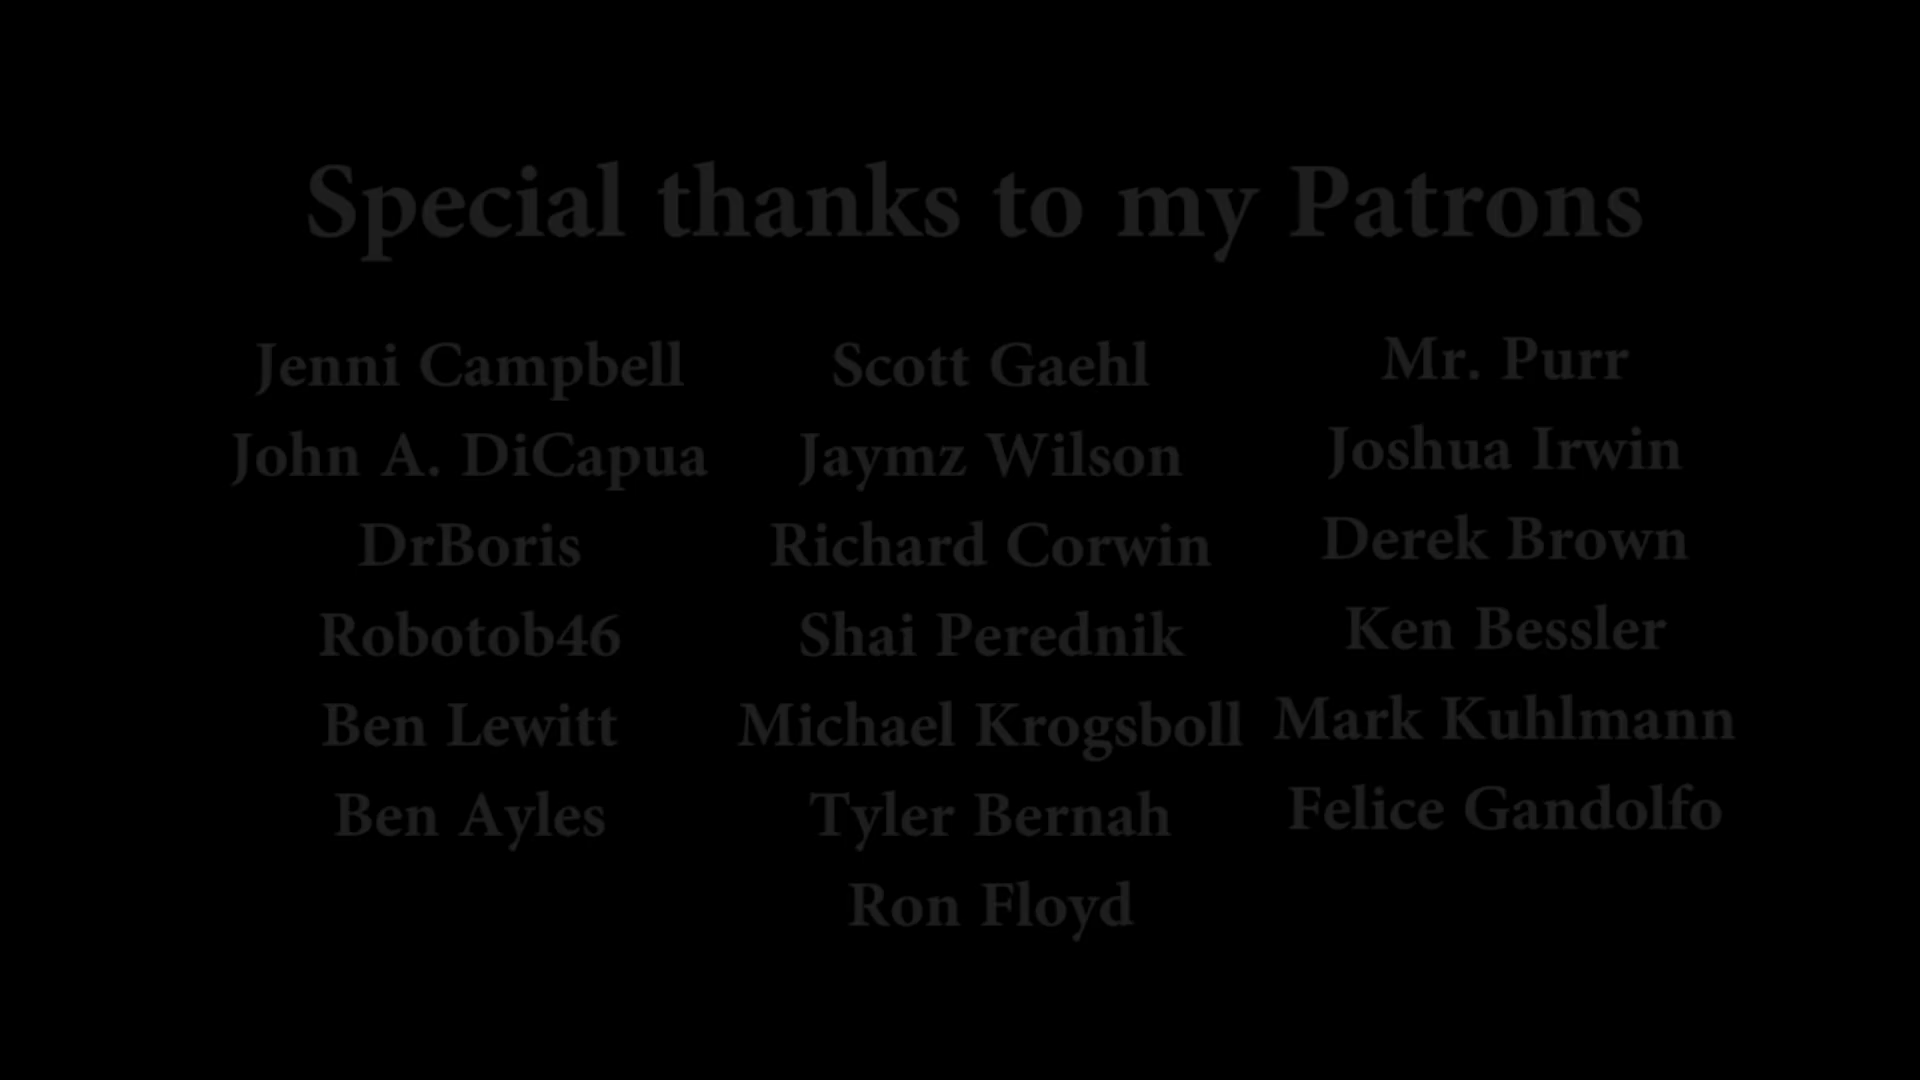 Special thanks to my Patrons
Jenni Campbell
John A. DiCapua
DrBoris
Robotob46
Ben Lewitt
Ben Ayles
Scott Gaehl
Jaymz Wilson
Richard Corwin
Shai Perednik
Michael Krogsboll
Tyler Bernah
Ron Floyd
Mr. Purr
Joshua Irwin
Derek Brown
Ken Bessler
Mark Kuhlmann
Felice Gandolfo